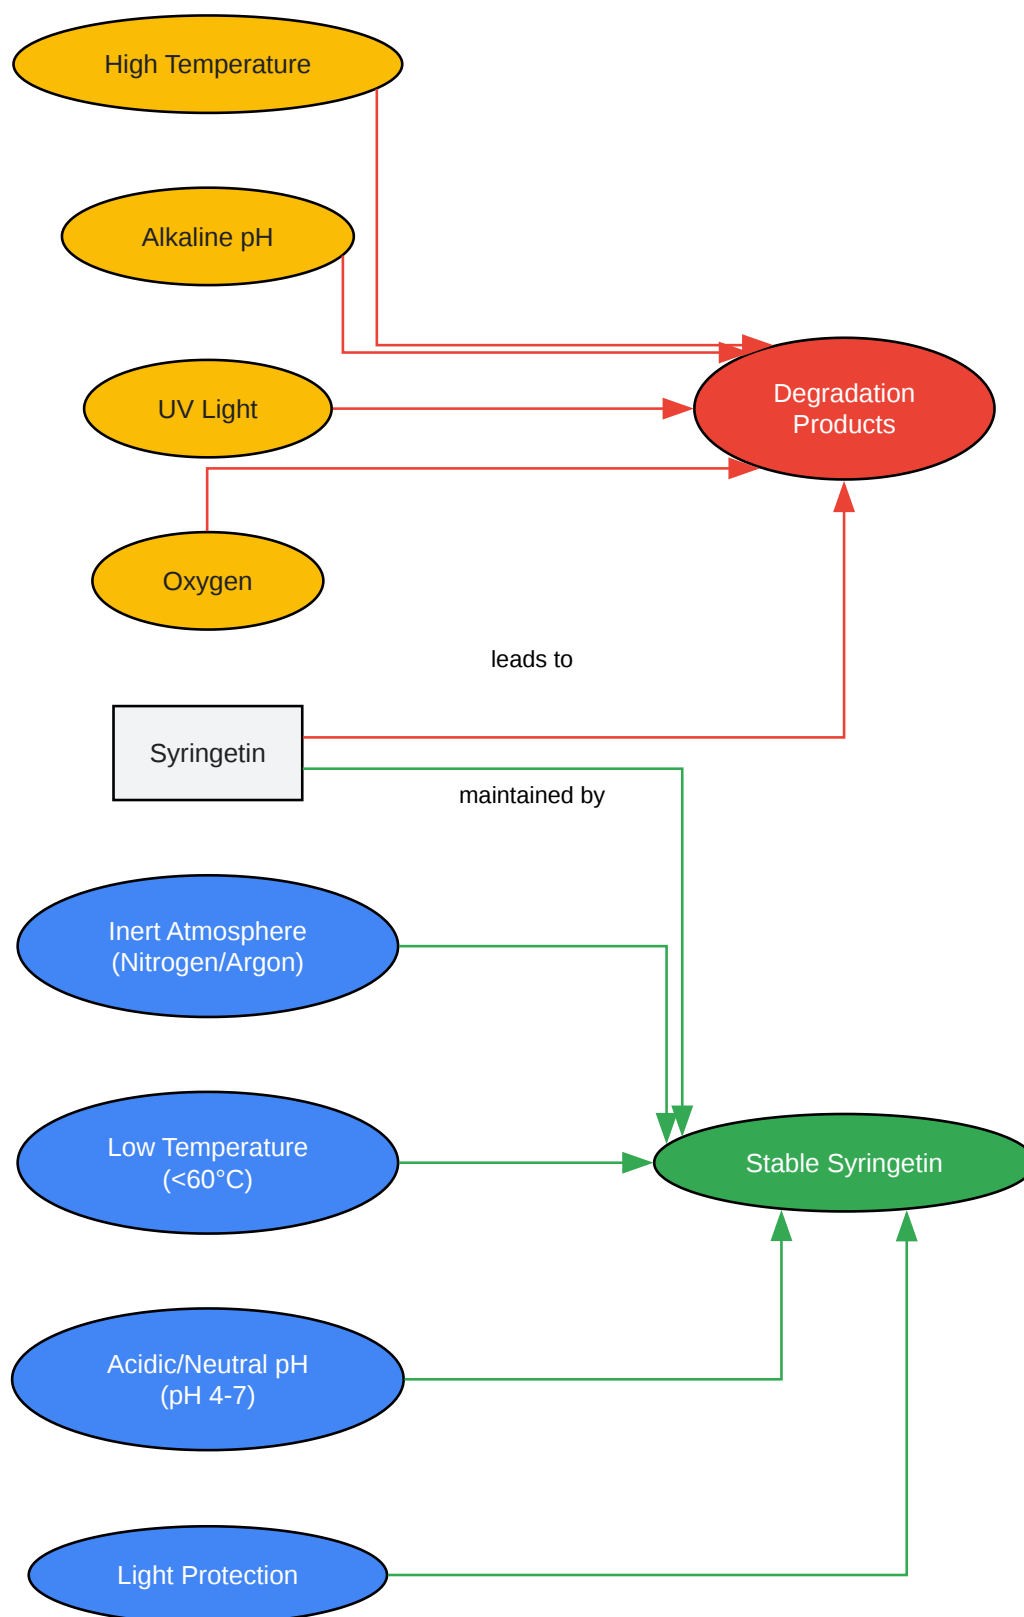 High Temperature
Alkaline pH
UV Light
Degradation
Products
Oxygen
leads to
Syringetin
maintained by
Inert Atmosphere
(Nitrogen/Argon)
Low Temperature
(<60°C)
Stable Syringetin
Acidic/Neutral pH
(pH 4-7)
Light Protection